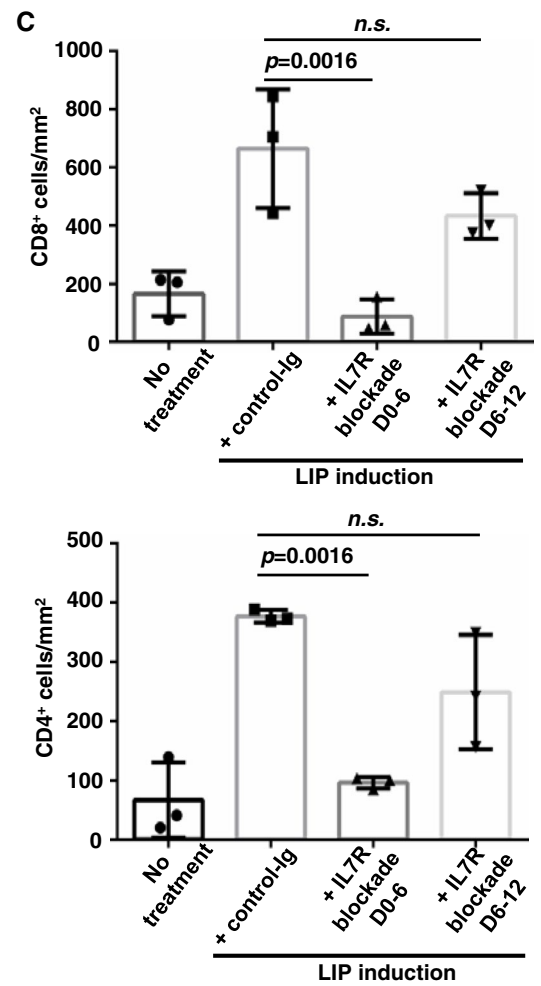 C
n.s.
p=0.0016
1000
800
600
400
200
0
CD8+ cells/mm2
No
treatment
+ control-Ig
+ IL7R
blockade
D0-6
+ IL7R
blockade
D6-12
LIP induction
n.s.
p=0.0016
500
400
300
200
100
0
CD4+ cells/mm2
No
treatment
+ control-Ig
+ IL7R
blockade
D0-6
+ IL7R
blockade
D6-12
LIP induction